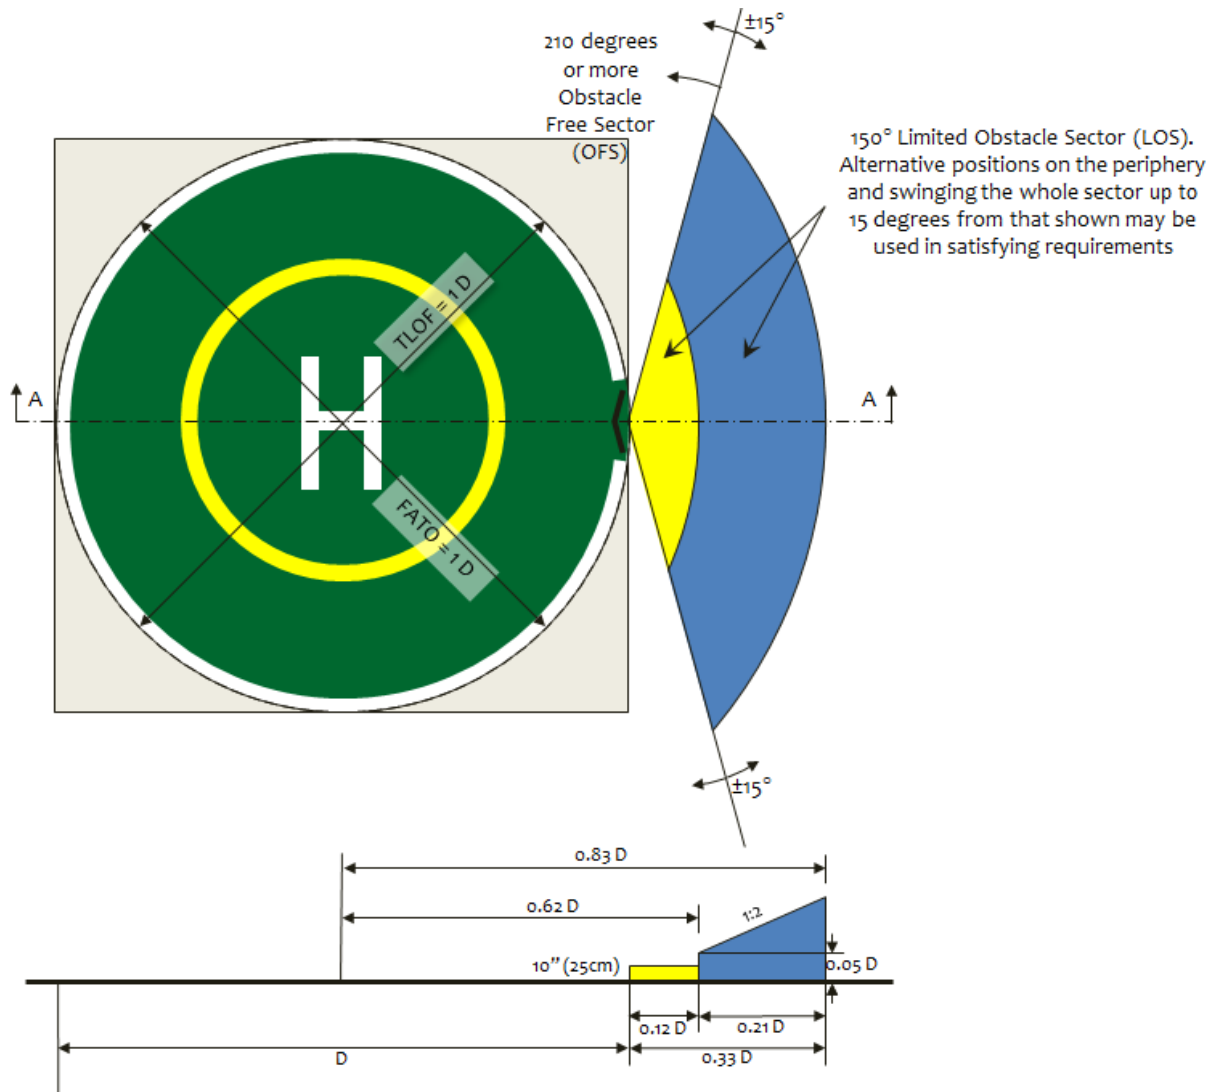 ±15°
210 degrees
or more
Obstacle
Free Sector
(OFS)
150° Limited Obstacle Sector (LOS).
Alternative positions on the periphery
and swinging the whole sector up to
15 degrees from that shown may be
used in satisfying requirements
TLOF = 1 D
A
A
H
FATO = 1 D
±15°
0.83 D
0.62 D
1:2
10” (25cm)
0.05 D
0.12 D
0.21 D
D
0.33 D